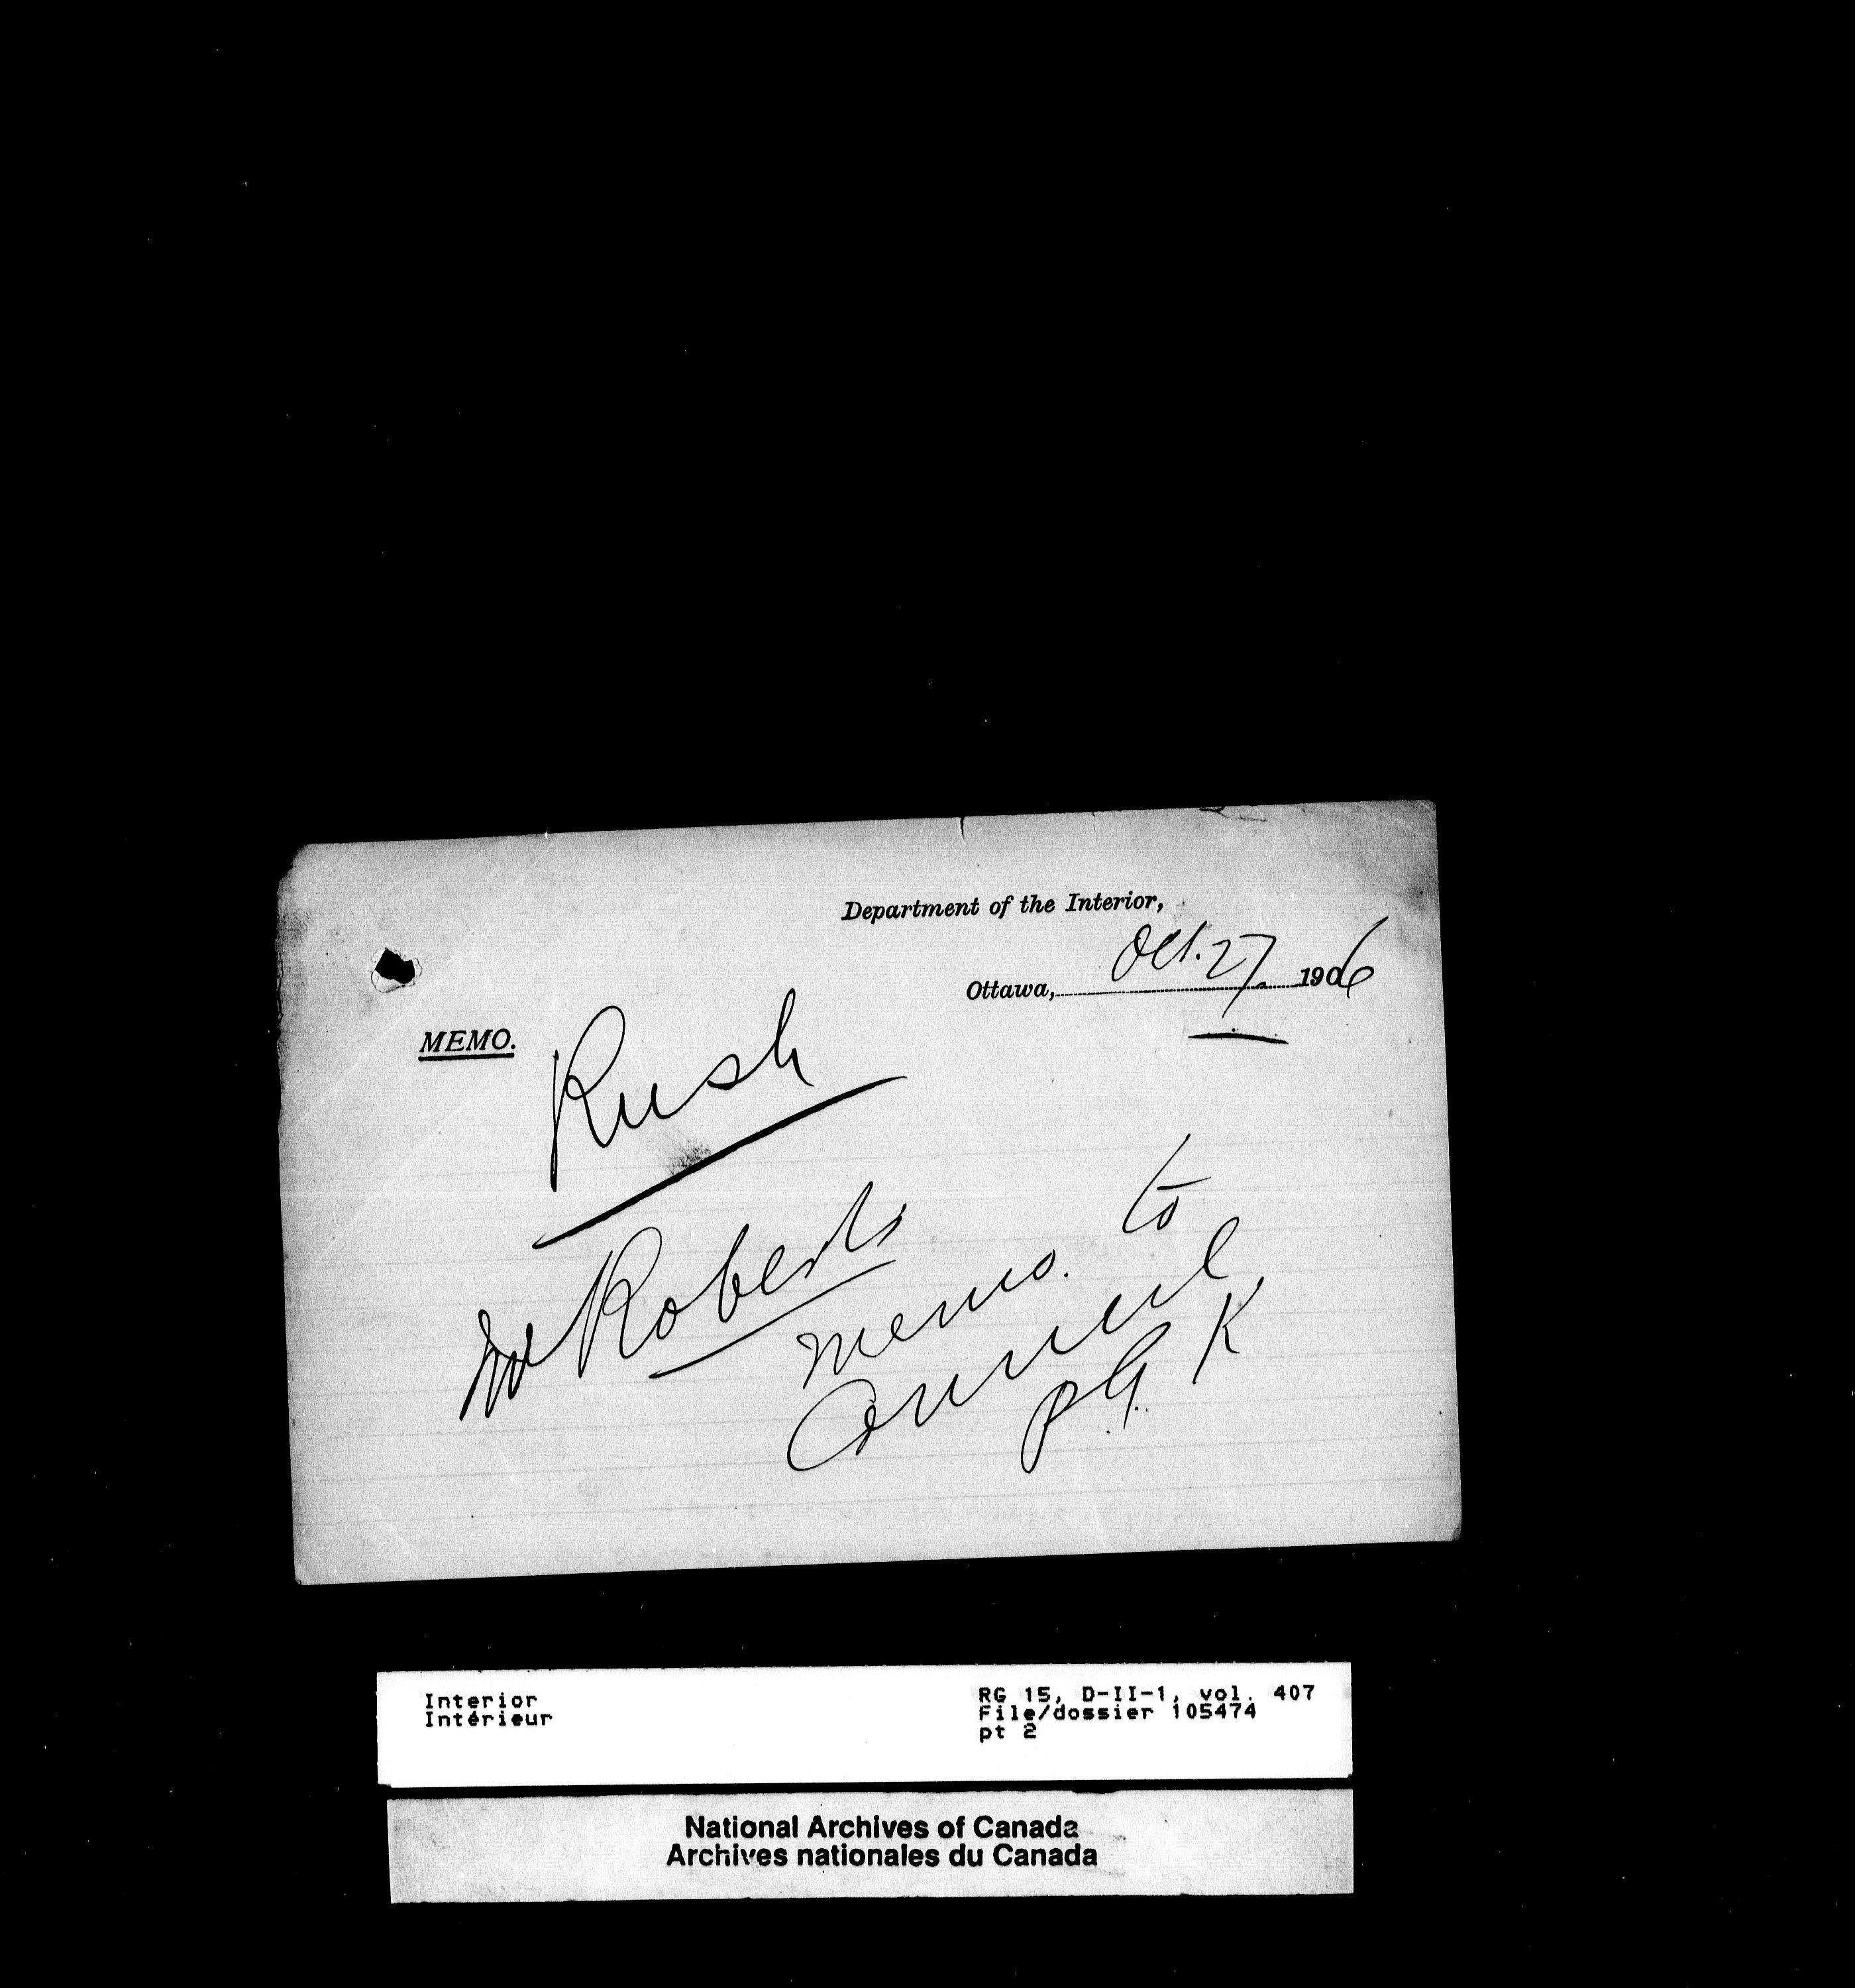 Department of the Interior,
Ottawa, Oct. 27. 1906
MEMO.
Rush
Mr Roberts
memo. to
Council
P.G. K
Interior
Intérieur
RG 15, D-II-1, vol. 407
File/dossier 105474
pt 2
National Archives of Canada
Archives nationales du Canada